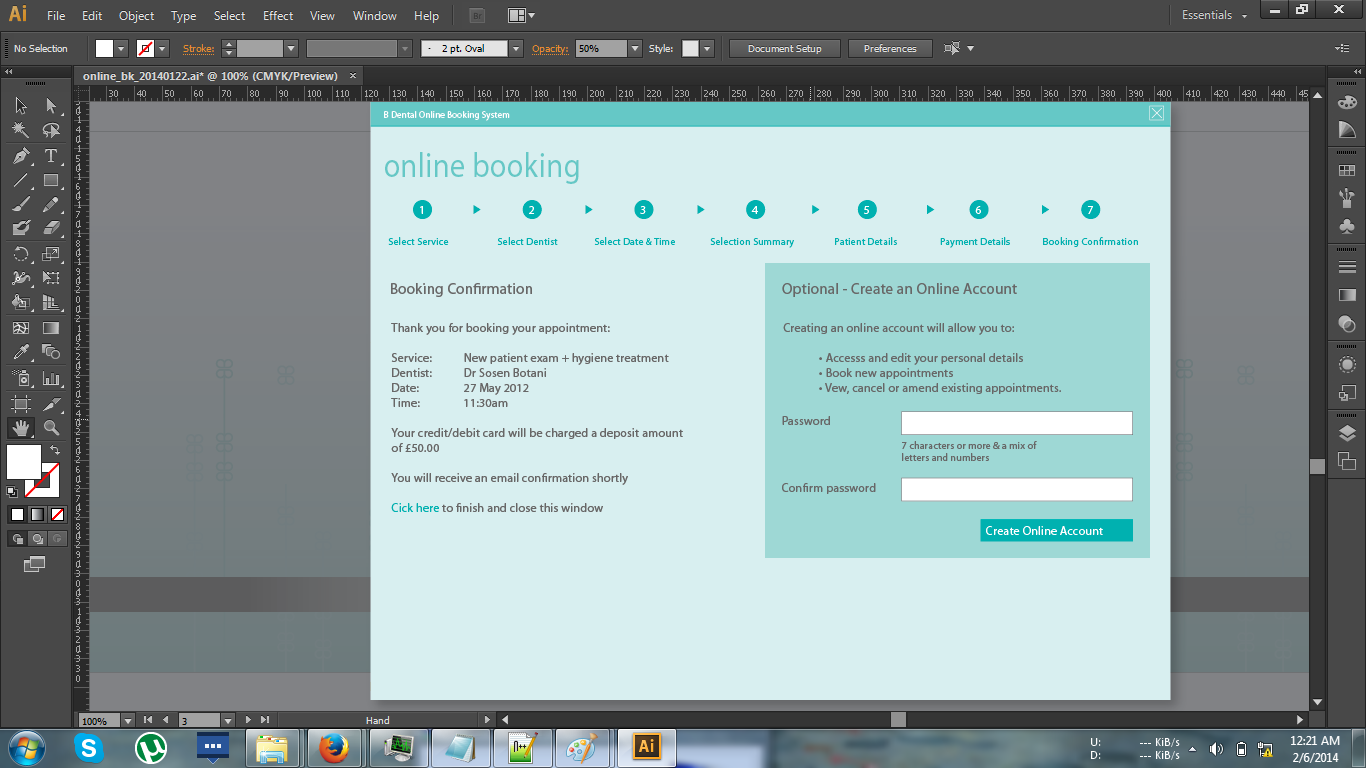 Ai File Edit Object Type Select Effect View Window Help Br Essentials
No Selection Stroke: 2 pt. Oval Opacity: 50% Style: Document Setup Preferences
online_bk_20140122.ai* @ 100% (CMYK/Preview) ×
30 40 50 60 70 80 90 100 110 120 130 140 150 160 170 180 190 200 210 220 230 240 250 260 270 280 290 300 310 320 330 340 350 360 370 380 390 400 410 420 430 440 45
B Dental Online Booking System
online booking
1 2 3 4 5 6 7
Select Service Select Dentist Select Date & Time Selection Summary Patient Details Payment Details Booking Confirmation
Booking Confirmation
Thank you for booking your appointment:
Service: New patient exam + hygiene treatment
Dentist: Dr Sosen Botani
Date: 27 May 2012
Time: 11:30am
Your credit/debit card will be charged a deposit amount
of £50.00
You will receive an email confirmation shortly
Click here to finish and close this window
Optional - Create an Online Account
Creating an online account will allow you to:
• Accesss and edit your personal details
• Book new appointments
• Vew, cancel or amend existing appointments.
Password
7 characters or more & a mix of
letters and numbers
Confirm password
Create Online Account
100% 3 Hand
Ai
U: --- KiB/s
D: --- KiB/s
12:21 AM
2/6/2014